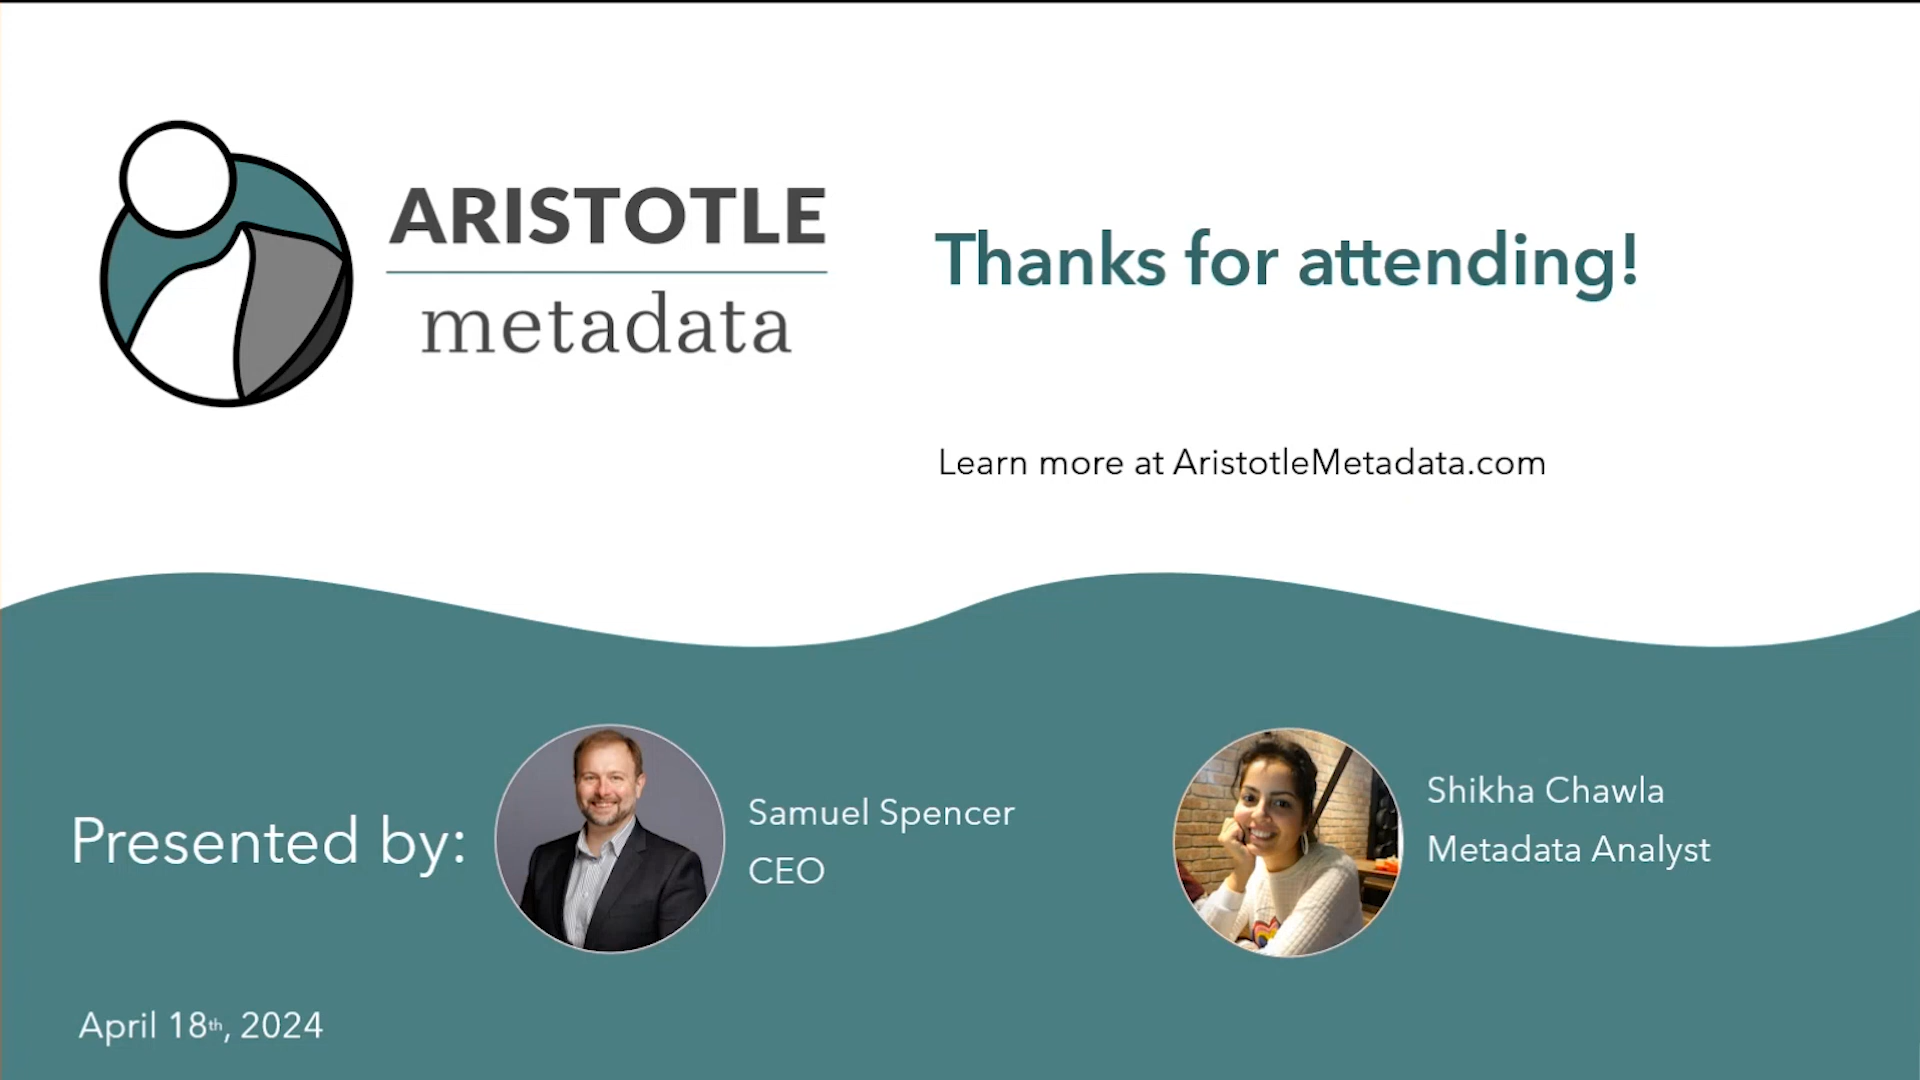 ARISTOTLE
metadata
Thanks for attending!
Learn more at AristotleMetadata.com
Presented by:
Samuel Spencer
CEO
Shikha Chawla
Metadata Analyst
April 18th, 2024